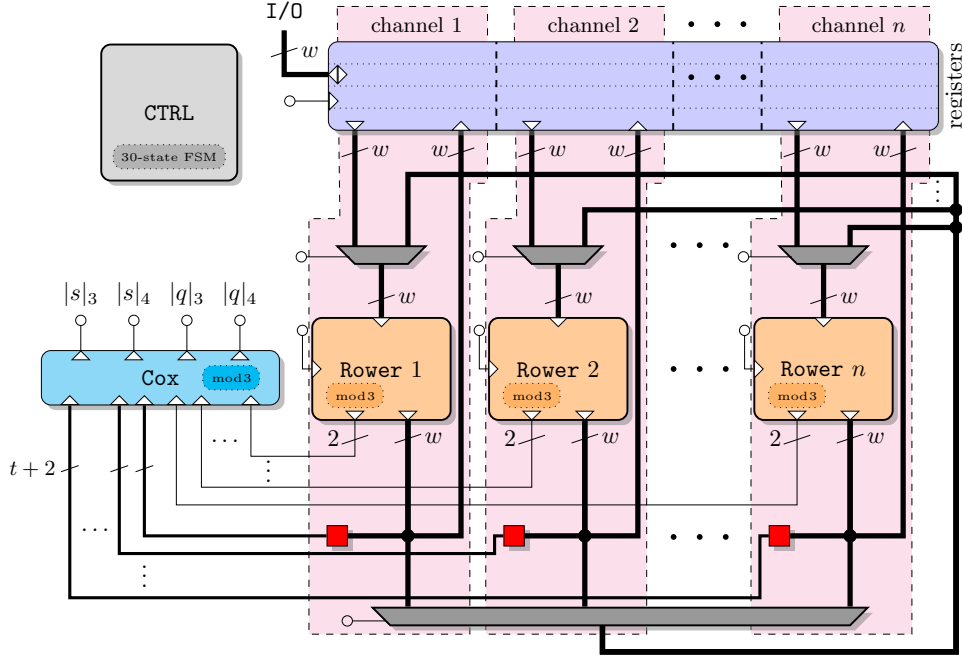 I/O
channel 1
channel 2
channel n
w
registers
CTRL
30-state FSM
w w w w w w
|s|₃ |s|₄ |q|₃ |q|₄
w w w
Cox
mod3
Rower 1
mod3
Rower 2
mod3
Rower n
mod3
2 w 2 w 2 w
t + 2